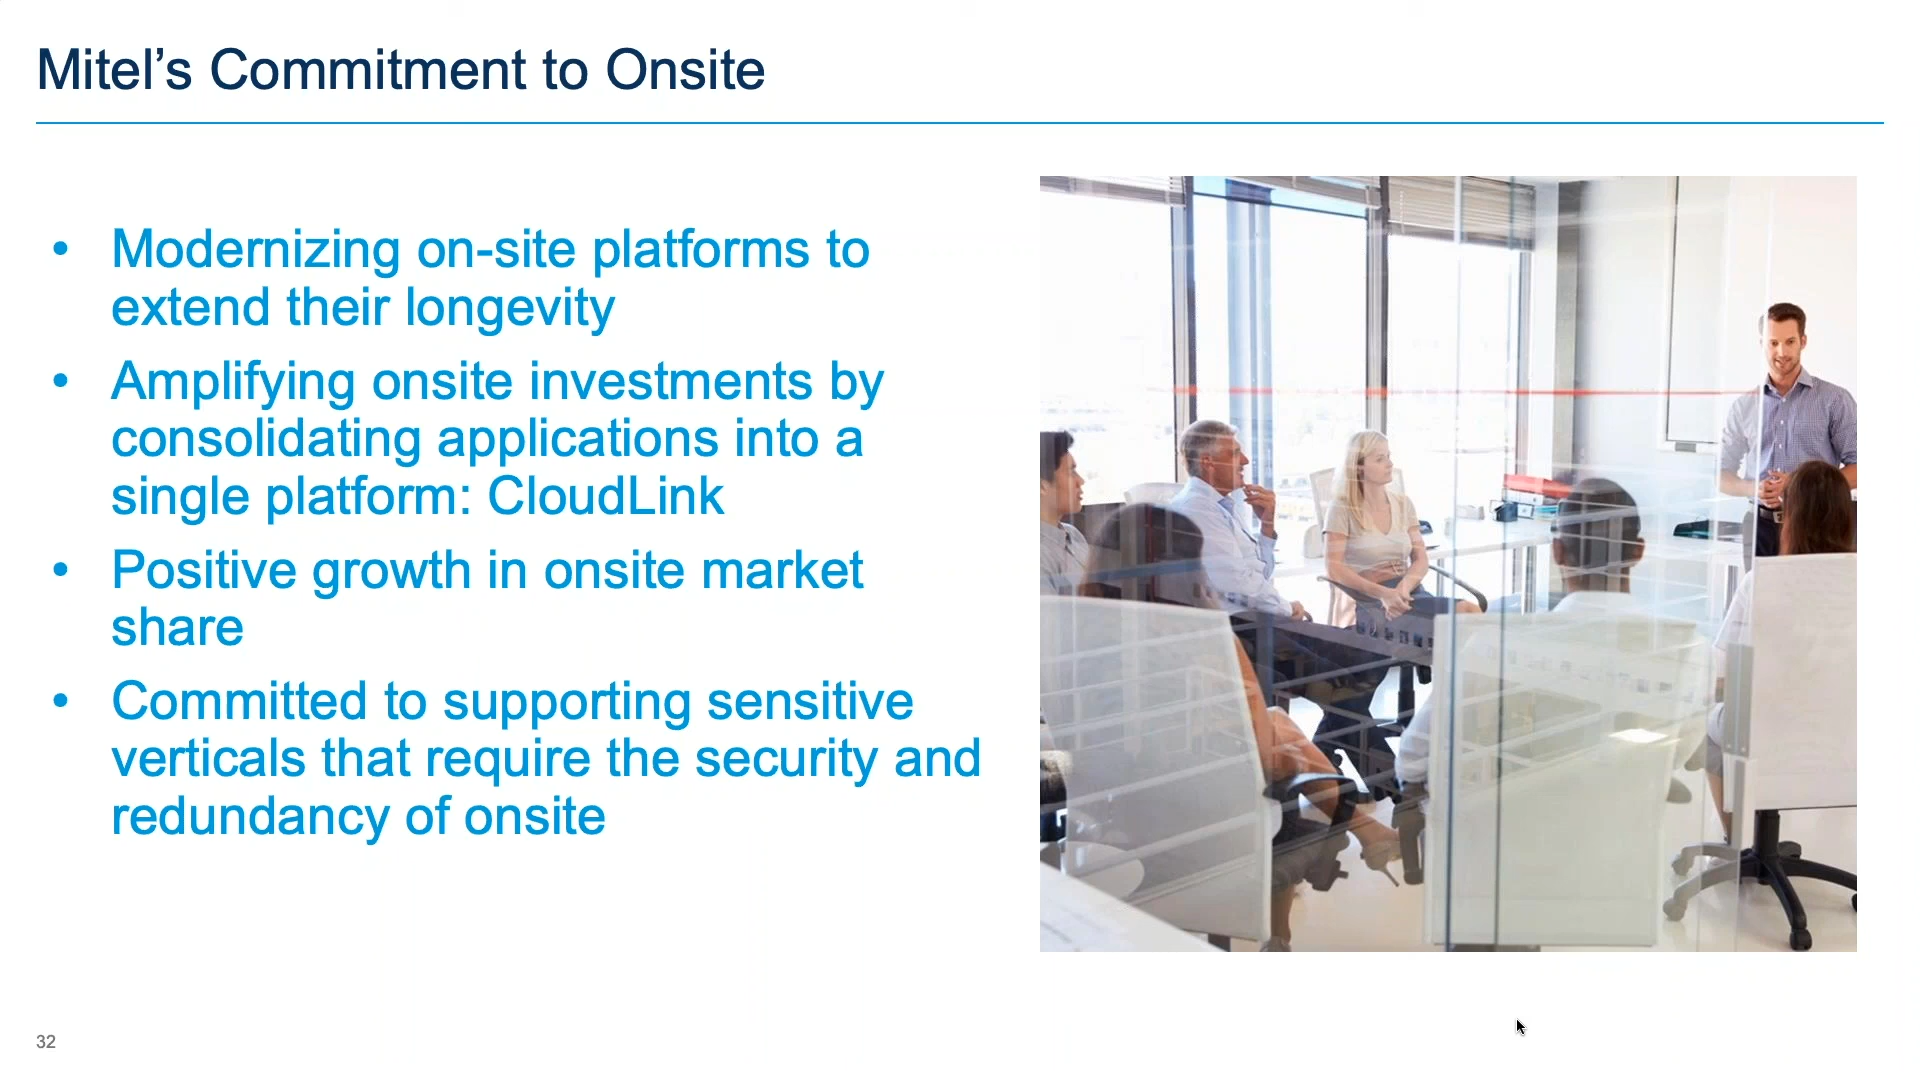 Mitel’s Commitment to Onsite
• Modernizing on-site platforms to
extend their longevity
• Amplifying onsite investments by
consolidating applications into a
single platform: CloudLink
• Positive growth in onsite market
share
• Committed to supporting sensitive
verticals that require the security and
redundancy of onsite
32